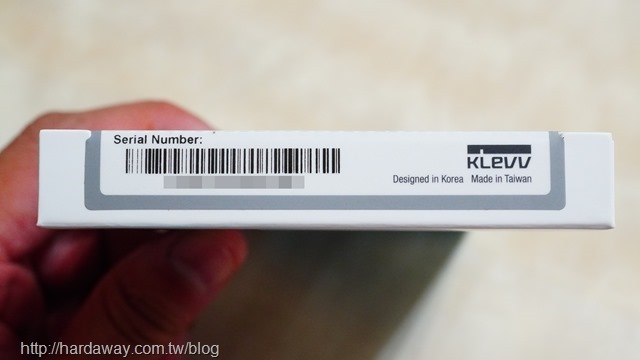 Serial Number:
KLEVV
Designed in Korea Made in Taiwan
http://hardaway.com.tw/blog